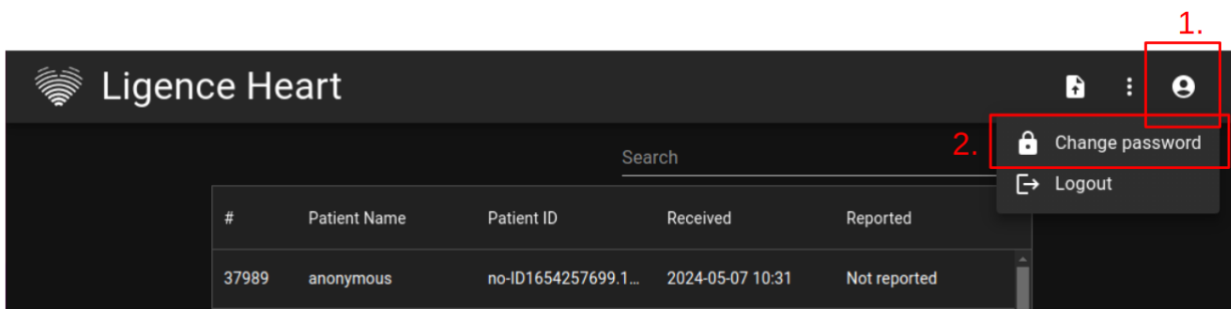 1.
Ligence Heart
2.
Change password
Search
Logout
# Patient Name Patient ID Received Reported
37989 anonymous no-ID1654257699.1... 2024-05-07 10:31 Not reported